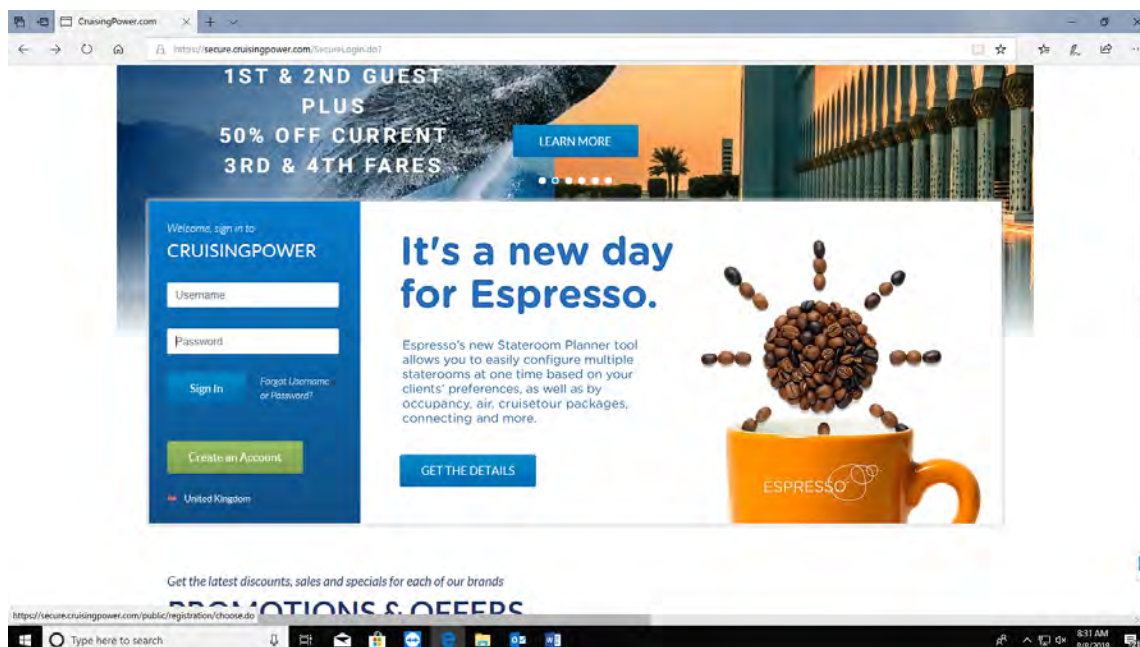 CruisingPower.com
https://secure.cruisingpower.com/SecureLogin.do?
1ST & 2ND GUEST
PLUS
50% OFF CURRENT
3RD & 4TH FARES
LEARN MORE
Welcome, sign in to
CRUISINGPOWER
Username
Password
Sign In
Forgot Username
or Password?
Create an Account
United Kingdom
It's a new day
for Espresso.
Espresso's new Stateroom Planner tool
allows you to easily configure multiple
staterooms at one time based on your
clients' preferences, as well as by
occupancy, air, cruisetour packages,
connecting and more.
GET THE DETAILS
ESPRESSO
Get the latest discounts, sales and specials for each of our brands
PROMOTIONS & OFFERS
https://secure.cruisingpower.com/public/registration/choose.do
Type here to search
8:31 AM